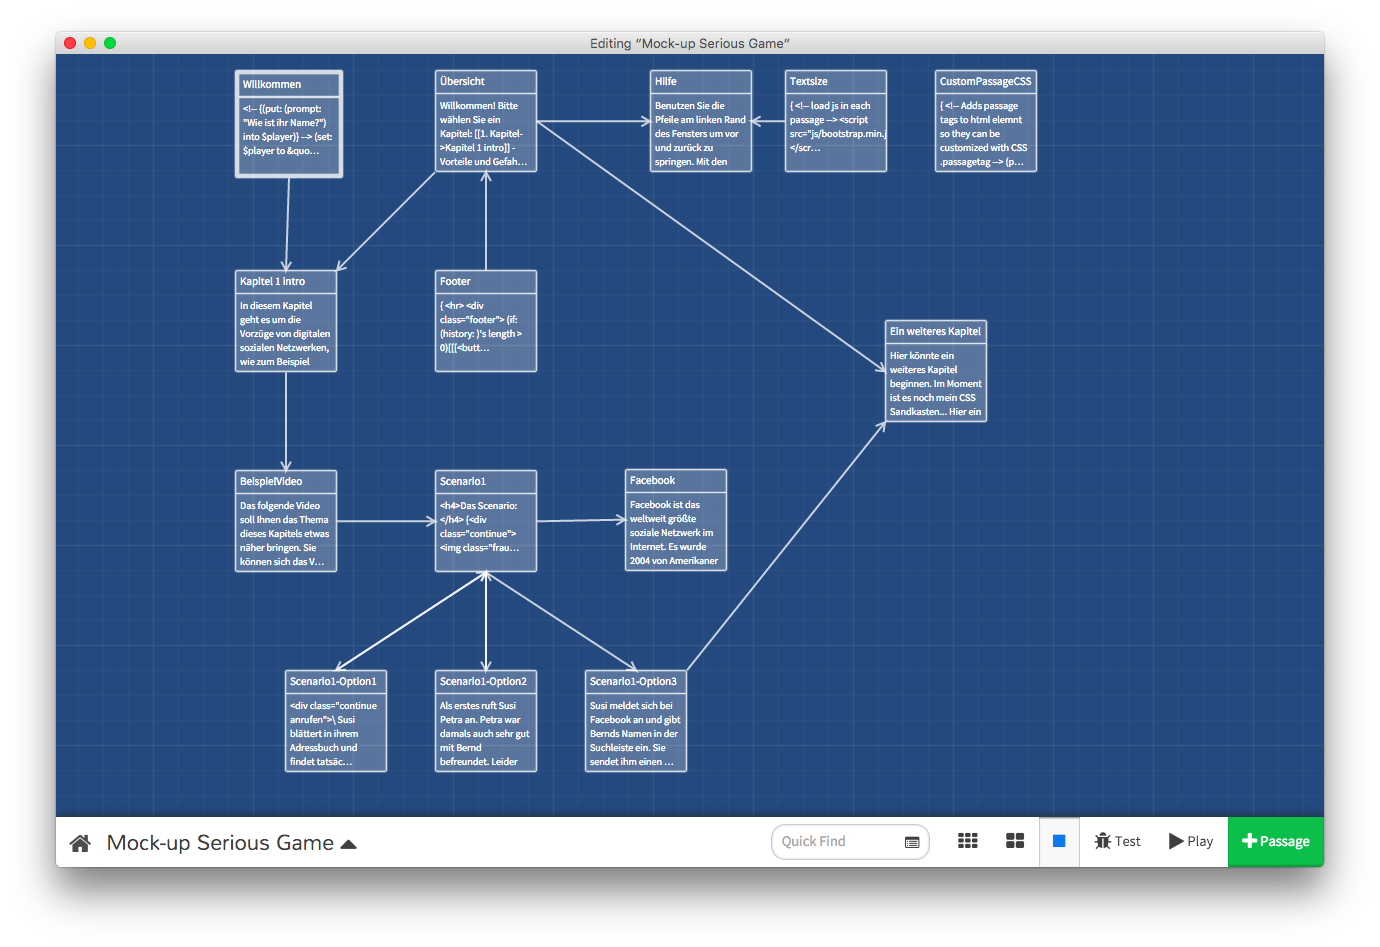 Editing “Mock-up Serious Game”
Willkommen
<!-- {(put: (prompt:
"Wie ist ihr Name?")
into $player)} --> (set:
$player to &quo...
Übersicht
Willkommen! Bitte
wählen Sie ein
Kapitel: [[1. Kapitel-
>Kapitel 1 intro]] -
Vorteile und Gefah...
Hilfe
Benutzen Sie die
Pfeile am linken Rand
des Fensters um vor
und zurück zu
springen. Mit den
Textsize
{ <!-- load js in each
passage --> <script
src="js/bootstrap.min.j
</scr...
CustomPassageCSS
{ <!-- Adds passage
tags to html elemnt
so they can be
customized with CSS
.passagetag --> (p...
Kapitel 1 intro
In diesem Kapitel
geht es um die
Vorzüge von digitalen
sozialen Netzwerken,
wie zum Beispiel
Footer
{ <hr> <div
class="footer"> (if:
(history: )'s length >
0)[[[<butt...
Ein weiteres Kapitel
Hier könnte ein
weiteres Kapitel
beginnen. Im Moment
ist es noch mein CSS
Sandkasten... Hier ein
BeispielVideo
Das folgende Video
soll Ihnen das Thema
dieses Kapitels etwas
näher bringen. Sie
können sich das V...
Scenario1
<h4>Das Scenario:
</h4> {<div
class="continue">
<img class="frau...
Facebook
Facebook ist das
weltweit größte
soziale Netzwerk im
Internet. Es wurde
2004 von Amerikaner
Scenario1-Option1
<div class="continue
anrufen">\ Susi
blättert in ihrem
Adressbuch und
findet tatsäc...
Scenario1-Option2
Als erstes ruft Susi
Petra an. Petra war
damals auch sehr gut
mit Bernd
befreundet. Leider
Scenario1-Option3
Susi meldet sich bei
Facebook an und gibt
Bernds Namen in der
Suchleiste ein. Sie
sendet ihm einen ...
Mock-up Serious Game
Quick Find
Test
Play
Passage